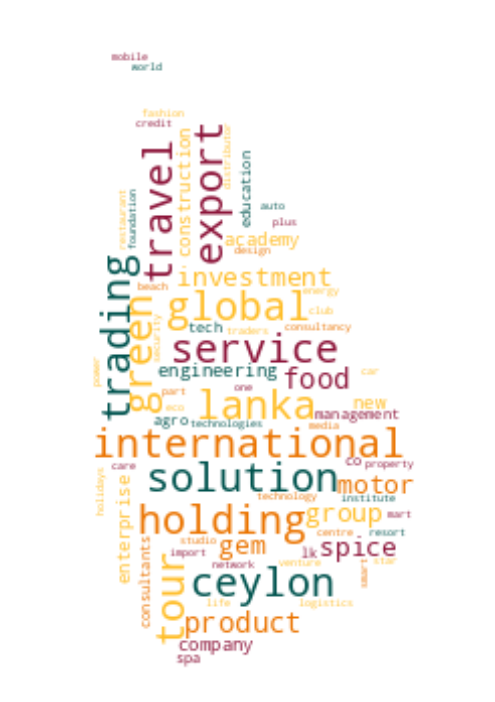 mobile
world
fashion
credit
travel
construction
export
distributor
education
restaurant
foundation
auto
plus
academy
design
trading
green
beach
investment
energy
global
club
security
tech
traders
consultancy
service
engineering
food
car
power
part
one
lanka
new
eco
agro
technologies
management
media
international
care
co
property
holidays
solution
motor
technology
institute
enterprise
holding
group
mart
consultants
studio
gem
centre
resort
import
lk
spice
tour
network
venture
smart
star
ceylon
life
logistics
product
company
spa